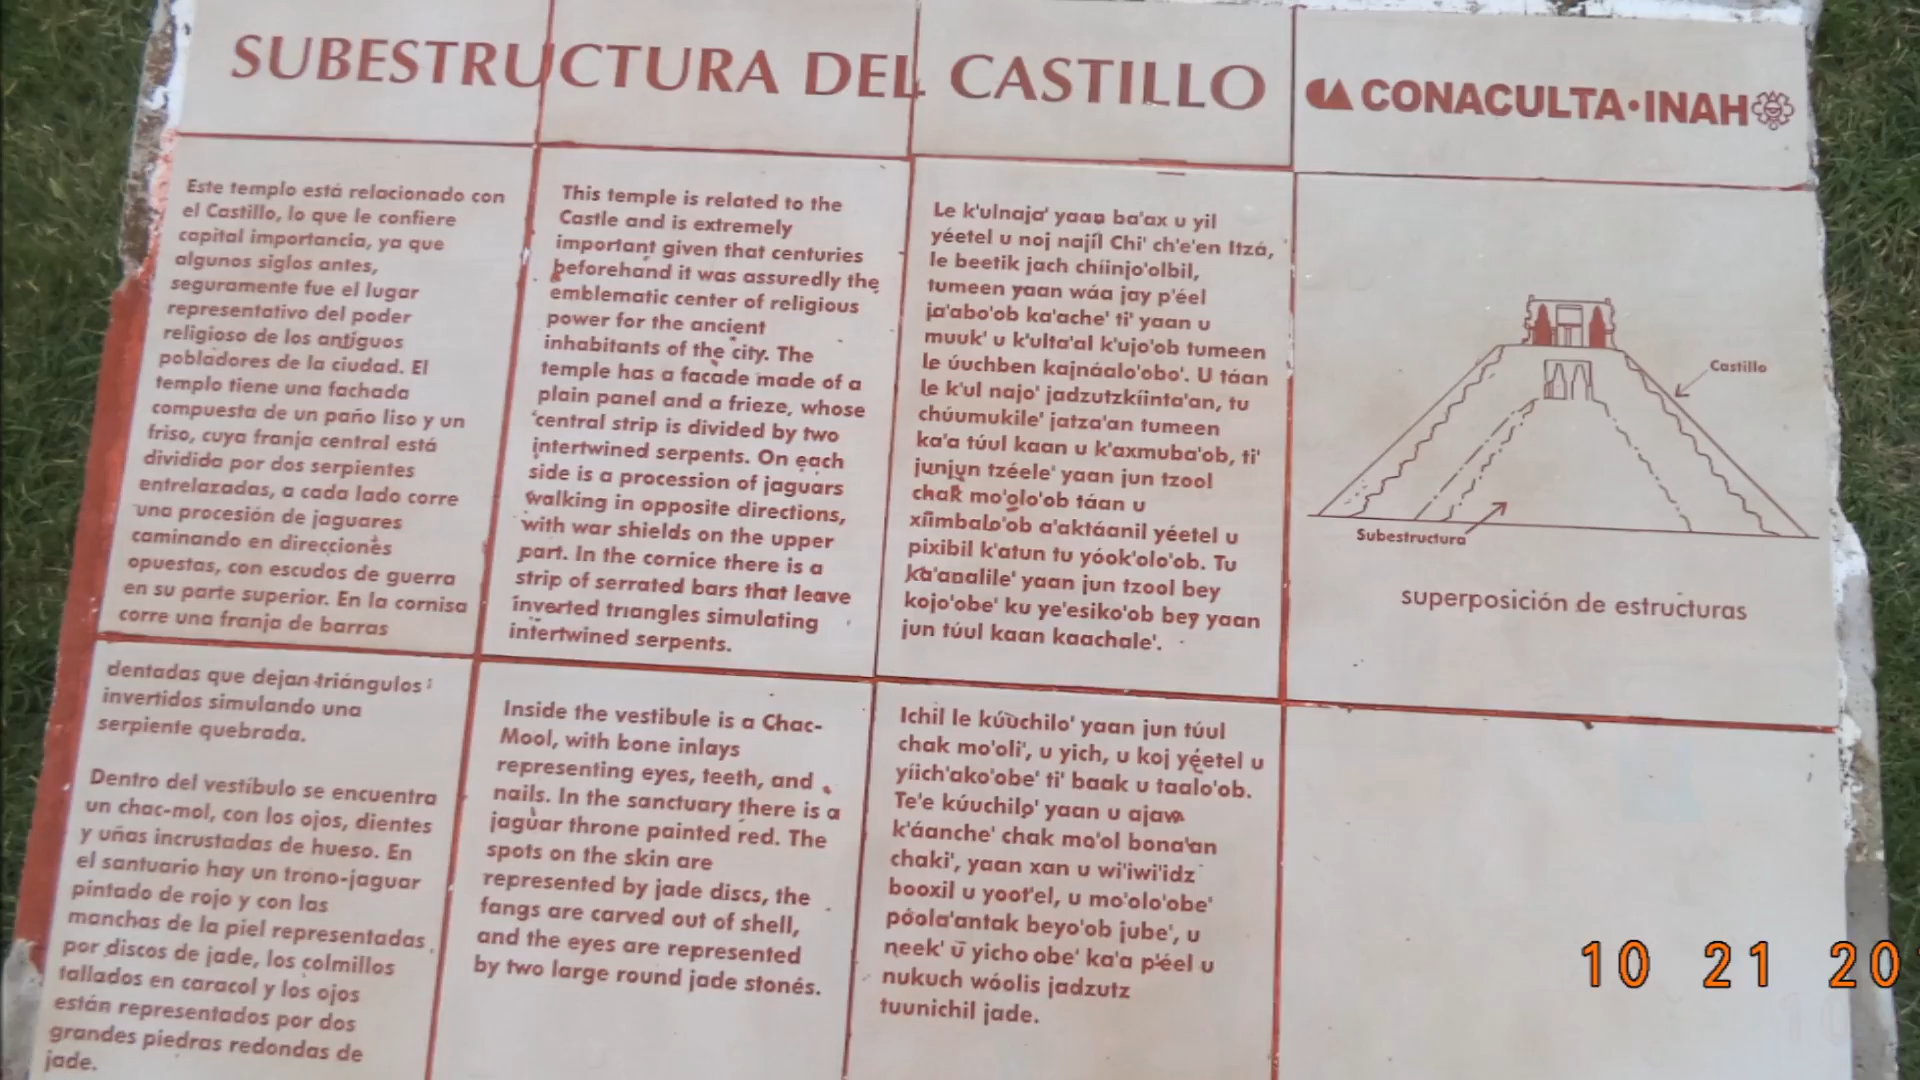 SUBESTRUCTURA DEL CASTILLO
CONACULTA•INAH
Este templo está relacionado con
el Castillo, lo que le confiere
capital importancia, ya que
algunos siglos antes,
seguramente fue el lugar
representativo del poder
religioso de los antiguos
pobladores de la ciudad. El
templo tiene una fachada
compuesta de un paño liso y un
friso, cuya franja central está
dividida por dos serpientes
entrelazadas, a cada lado corre
una procesión de jaguares
caminando en direcciones
opuestas, con escudos de guerra
en su parte superior. En la cornisa
corre una franja de barras
dentadas que dejan triángulos
invertidos simulando una
serpiente quebrada.
Dentro del vestíbulo se encuentra
un chac-mol, con los ojos, dientes
y uñas incrustadas de hueso. En
el santuario hay un trono-jaguar
pintado de rojo y con las
manchas de la piel representadas
por discos de jade, los colmillos
tallados en caracol y los ojos
están representados por dos
grandes piedras redondas de
jade.
This temple is related to the
Castle and is extremely
important given that centuries
beforehand it was assuredly the
emblematic center of religious
power for the ancient
inhabitants of the city. The
temple has a facade made of a
plain panel and a frieze, whose
central strip is divided by two
intertwined serpents. On each
side is a procession of jaguars
walking in opposite directions,
with war shields on the upper
part. In the cornice there is a
strip of serrated bars that leave
inverted triangles simulating
intertwined serpents.
Inside the vestibule is a Chac-
Mool, with bone inlays
representing eyes, teeth, and
nails. In the sanctuary there is a
jaguar throne painted red. The
spots on the skin are
represented by jade discs, the
fangs are carved out of shell,
and the eyes are represented
by two large round jade stones.
Le k'ulnaja' yaan ba'ax u yil
yéetel u noj najíl Chi' ch'e'en Itzá,
le beetik jach chíinjo'olbil,
tumeen yaan wáa jay p'éel
ja'abo'ob ka'ache' ti' yaan u
muuk' u k'ulta'al k'ujo'ob tumeen
le úuchben kajnáalo'obo'. U táan
le k'ul najo' jadzutzkíinta'an, tu
chúumukile' jatza'an tumeen
ka'a túul kaan u k'axmuba'ob, ti'
junjun tzéele' yaan jun tzool
chak mo'olo'ob táan u
xíimbalo'ob a'aktáanil yéetel u
pixibil k'atun tu yóok'olo'ob. Tu
ka'analile' yaan jun tzool bey
kojo'obe' ku ye'esiko'ob bey yaan
jun túul kaan kaachale'.
Ichil le kúuchilo' yaan jun túul
chak mo'oli', u yich, u koj yéetel u
yíich'ako'obe' ti' baak u taalo'ob.
Te'e kúuchilo' yaan u ajaw
k'áanche' chak mo'ol bona'an
chaki', yaan xan u wi'iwi'idz
booxil u yoot'el, u mo'olo'obe'
póola'antak beyo'ob jube', u
neek' u yicho obe' ka'a p'éel u
nukuch wóolis jadzutz
tuunichil jade.
Castillo
Subestructura
superposición de estructuras
10 21 20